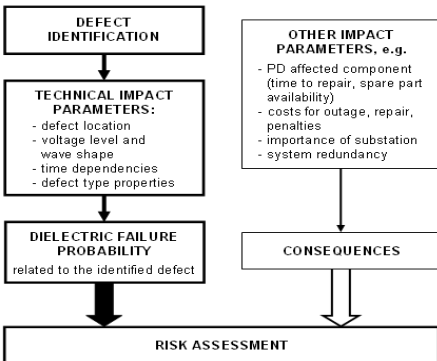 DEFECT
IDENTIFICATION
TECHNICAL IMPACT
PARAMETERS:
- defect location
- voltage level and
wave shape
- time dependencies
- defect type properties
DIELECTRIC FAILURE
PROBABILITY
related to the identified defect
OTHER IMPACT
PARAMETERS, e.g.
- PD affected component
(time to repair, spare part
availability)
- costs for outage, repair,
penalties
- importance of substation
- system redundancy
CONSEQUENCES
RISK ASSESSMENT